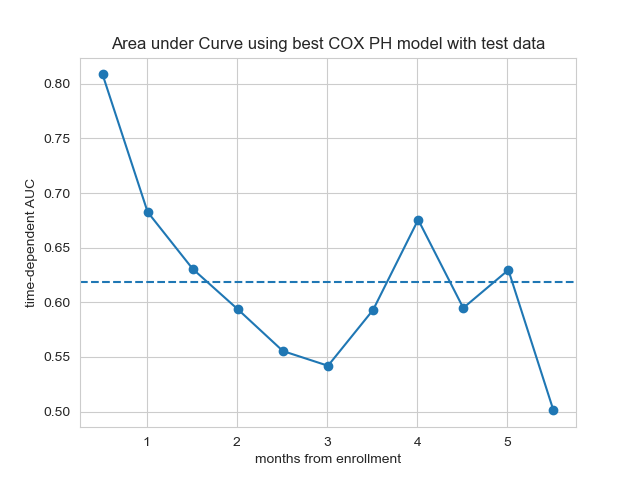 Area under Curve using best COX PH model with test data
time-dependent AUC
0.80
0.75
0.70
0.65
0.60
0.55
0.50
1 2 3 4 5
months from enrollment